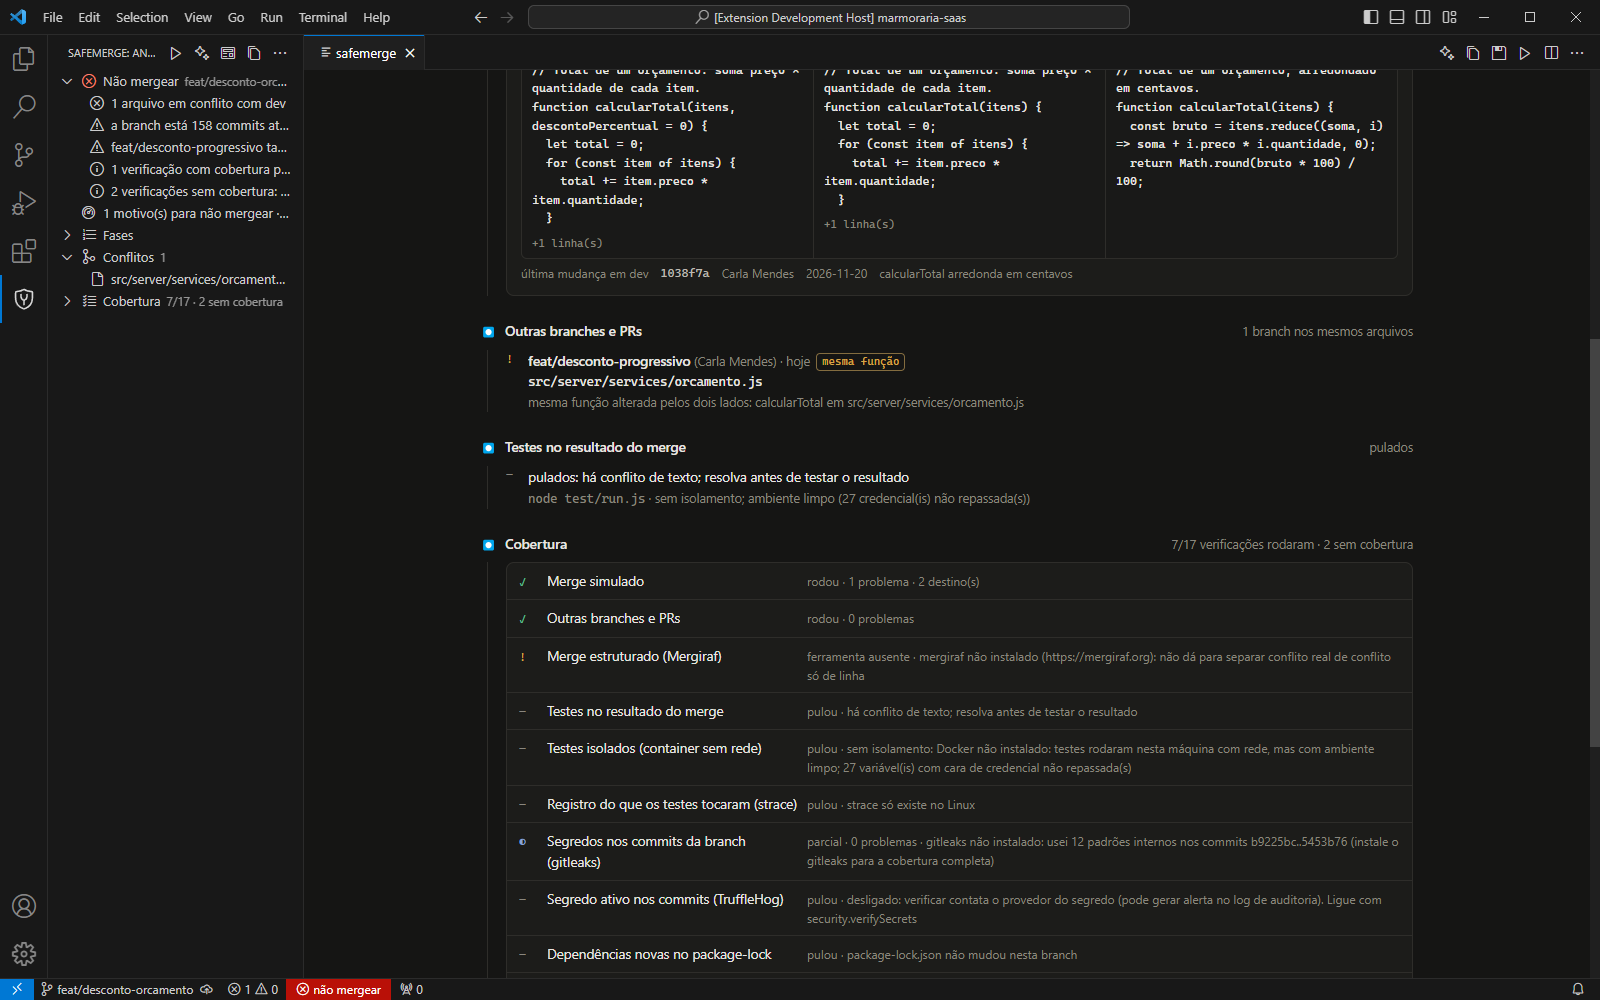 File Edit Selection View Go Run Terminal Help
[Extension Development Host] marmoraria-saas
SAFEMERGE: AN...
safemerge
Não mergear feat/desconto-orc...
1 arquivo em conflito com dev
a branch está 158 commits at...
feat/desconto-progressivo ta...
1 verificação com cobertura p...
2 verificações sem cobertura: ...
1 motivo(s) para não mergear ·...
Fases
Conflitos 1
src/server/services/orcament...
Cobertura 7/17 · 2 sem cobertura
// Total de um orçamento: soma preço *
quantidade de cada item.
function calcularTotal(itens,
descontoPercentual = 0) {
let total = 0;
for (const item of itens) {
total += item.preco *
item.quantidade;
}
+1 linha(s)
// Total de um orçamento: soma preço *
quantidade de cada item.
function calcularTotal(itens) {
let total = 0;
for (const item of itens) {
total += item.preco *
item.quantidade;
}
+1 linha(s)
// Total de um orçamento, arredondado
em centavos.
function calcularTotal(itens) {
const bruto = itens.reduce((soma, i)
=> soma + i.preco * i.quantidade, 0);
return Math.round(bruto * 100) /
100;
última mudança em dev 1038f7a Carla Mendes 2026-11-20 calcularTotal arredonda em centavos
Outras branches e PRs 1 branch nos mesmos arquivos
! feat/desconto-progressivo (Carla Mendes) · hoje mesma função
src/server/services/orcamento.js
mesma função alterada pelos dois lados: calcularTotal em src/server/services/orcamento.js
Testes no resultado do merge pulados
– pulados: há conflito de texto; resolva antes de testar o resultado
node test/run.js · sem isolamento; ambiente limpo (27 credencial(is) não repassada(s))
Cobertura 7/17 verificações rodaram · 2 sem cobertura
✓ Merge simulado rodou · 1 problema · 2 destino(s)
✓ Outras branches e PRs rodou · 0 problemas
! Merge estruturado (Mergiraf) ferramenta ausente · mergiraf não instalado (https://mergiraf.org): não dá para separar conflito real de conflito
só de linha
– Testes no resultado do merge pulou · há conflito de texto; resolva antes de testar o resultado
– Testes isolados (container sem rede) pulou · sem isolamento: Docker não instalado: testes rodaram nesta máquina com rede, mas com ambiente
limpo; 27 variável(is) com cara de credencial não repassada(s)
– Registro do que os testes tocaram (strace) pulou · strace só existe no Linux
Segredos nos commits da branch
(gitleaks)
parcial · 0 problemas · gitleaks não instalado: usei 12 padrões internos nos commits b9225bc..5453b76 (instale o
gitleaks para a cobertura completa)
– Segredo ativo nos commits (TruffleHog) pulou · desligado: verificar contata o provedor do segredo (pode gerar alerta no log de auditoria). Ligue com
security.verifySecrets
– Dependências novas no package-lock pulou · package-lock.json não mudou nesta branch
feat/desconto-orcamento 1 0 não mergear 0